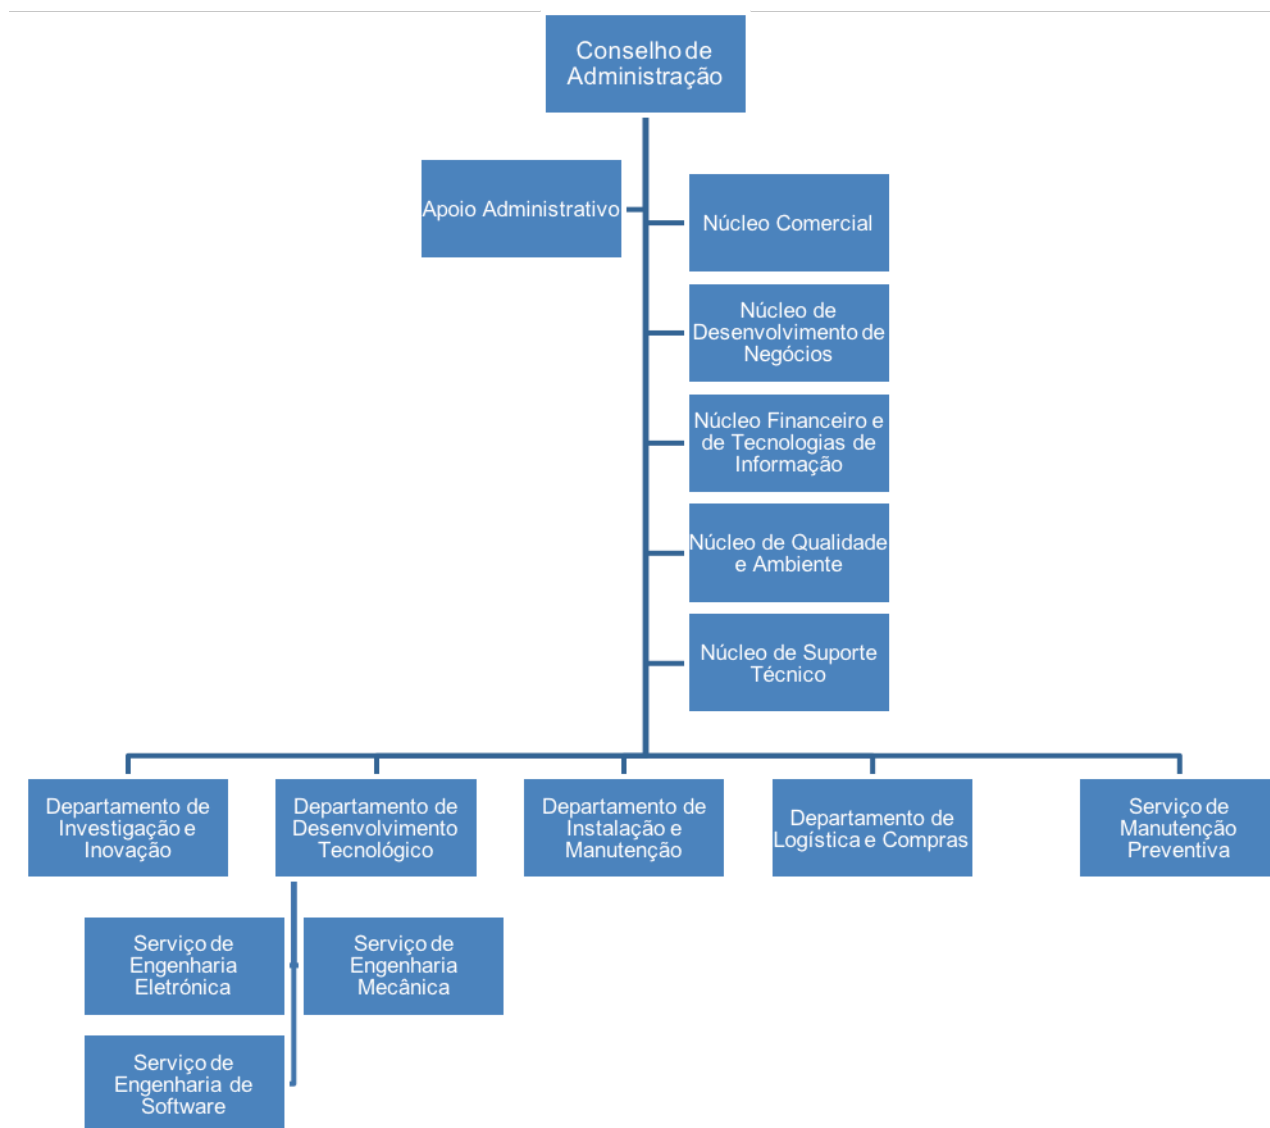 Conselho de
Administração
Apoio Administrativo
Núcleo Comercial
Núcleo de
Desenvolvimento de
Negócios
Núcleo Financeiro e
de Tecnologias de
Informação
Núcleo de Qualidade
e Ambiente
Núcleo de Suporte
Técnico
Departamento de
Investigação e
Inovação
Departamento de
Desenvolvimento
Tecnológico
Departamento de
Instalação e
Manutenção
Departamento de
Logística e Compras
Serviço de
Manutenção
Preventiva
Serviço de
Engenharia
Eletrónica
Serviço de
Engenharia
Mecânica
Serviço de
Engenharia de
Software